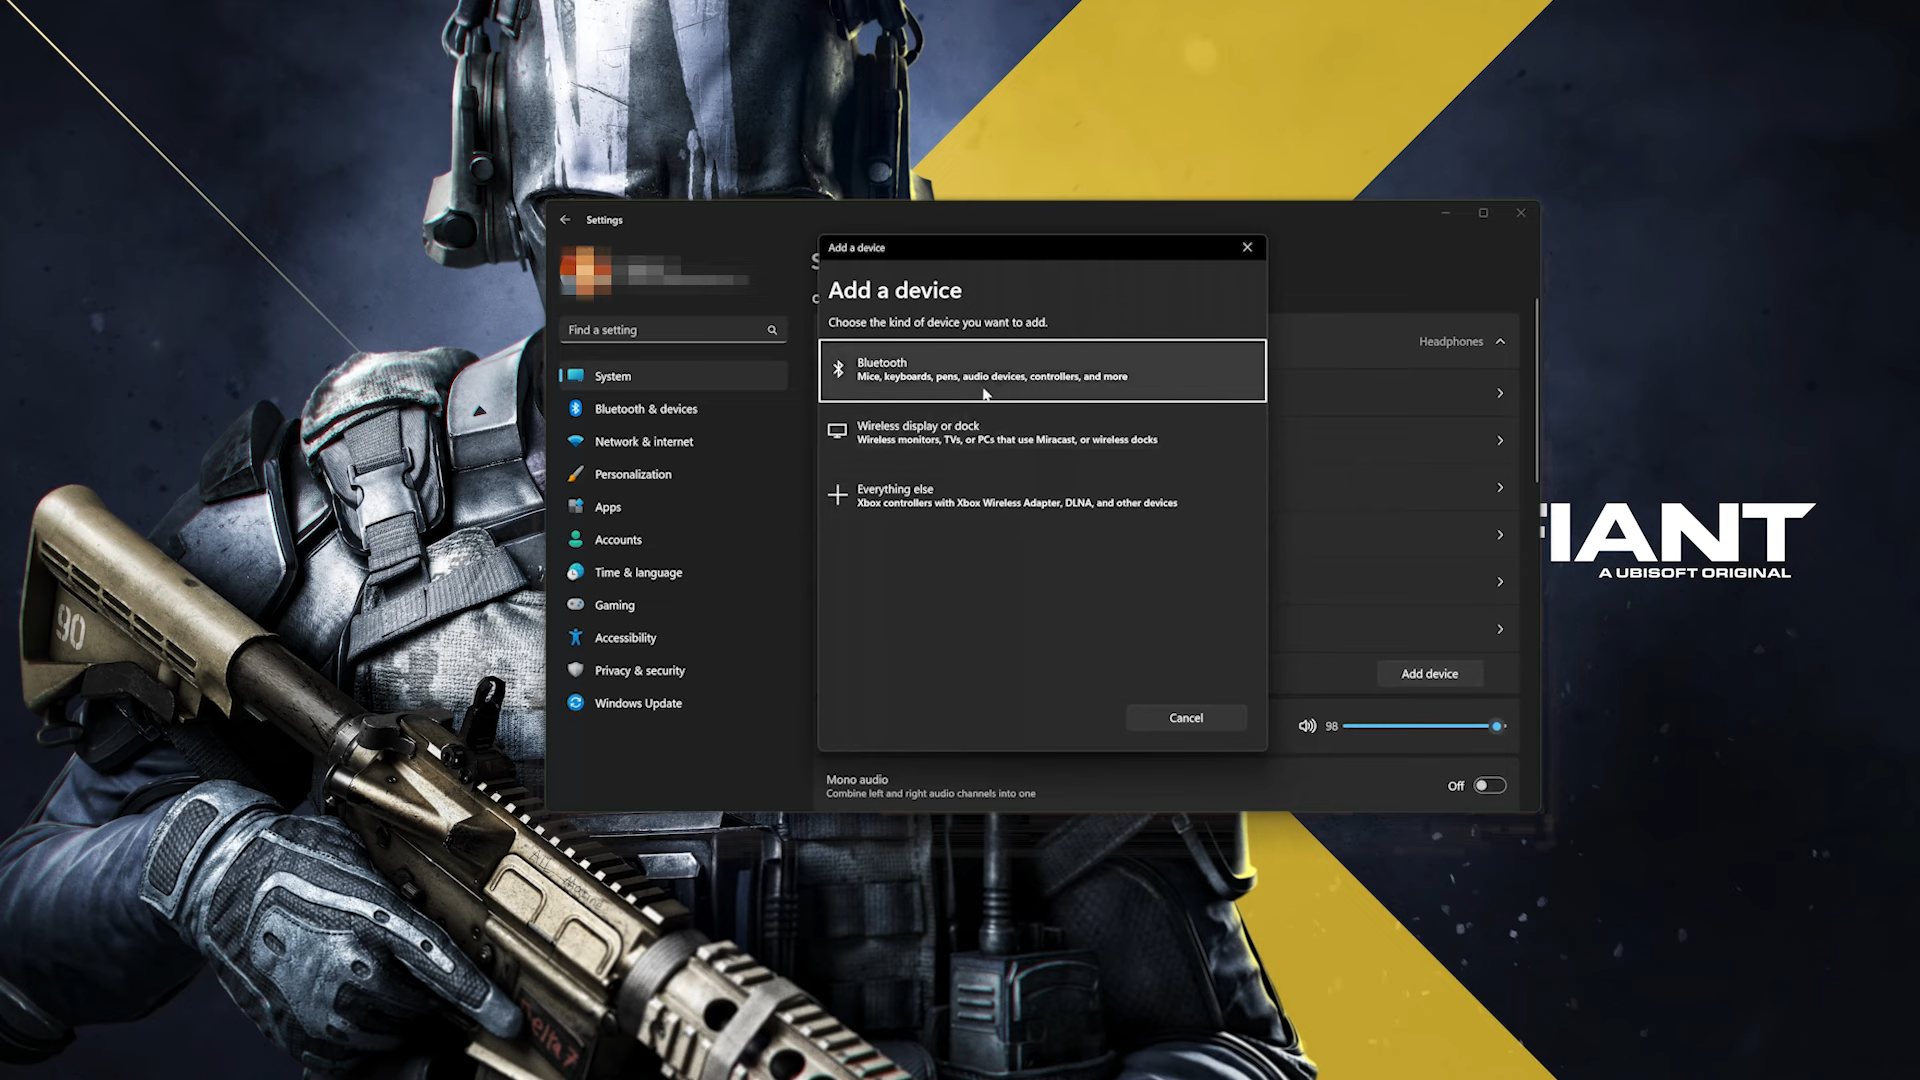 Settings
Find a setting
System
Bluetooth & devices
Network & internet
Personalization
Apps
Accounts
Time & language
Gaming
Accessibility
Privacy & security
Windows Update
Add a device
Add a device
Choose the kind of device you want to add.
Bluetooth
Mice, keyboards, pens, audio devices, controllers, and more
Wireless display or dock
Wireless monitors, TVs, or PCs that use Miracast, or wireless docks
Everything else
Xbox controllers with Xbox Wireless Adapter, DLNA, and other devices
Cancel
Headphones
Add device
98
Mono audio
Combine left and right audio channels into one
Off
IANT
A UBISOFT ORIGINAL
90